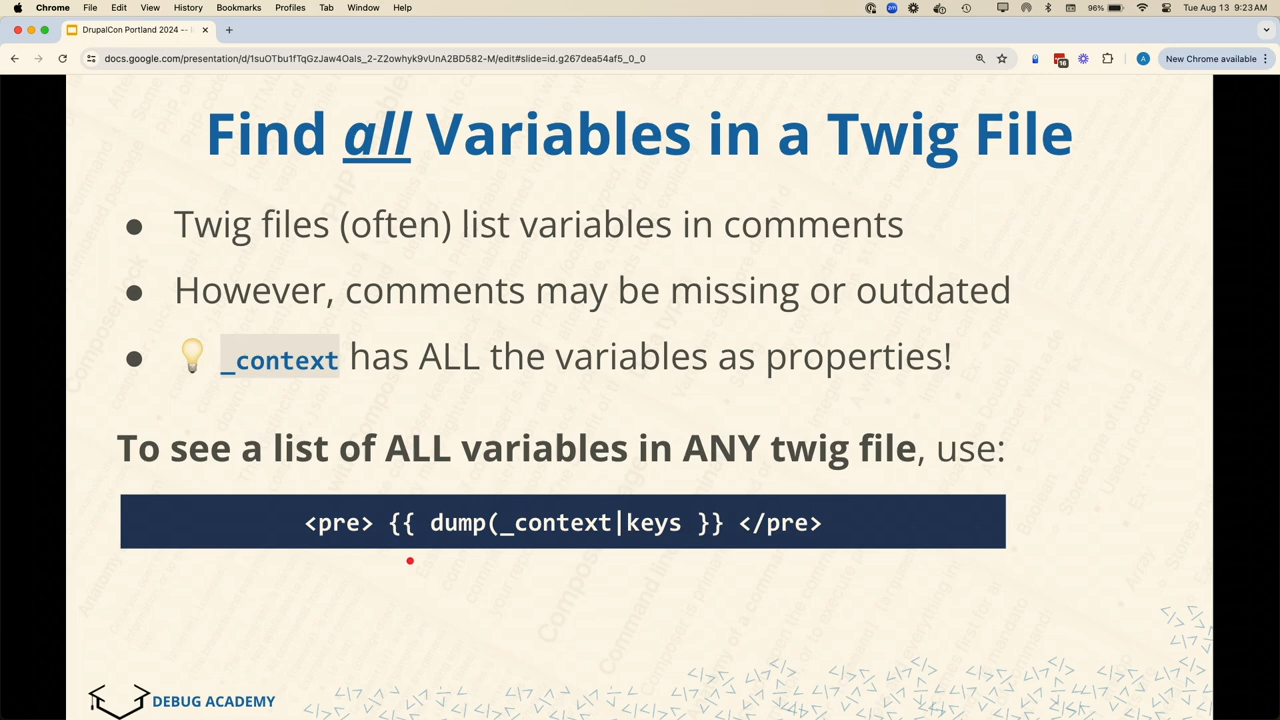 Chrome File Edit View History Bookmarks Profiles Tab Window Help
96% Tue Aug 13 9:23 AM
DrupalCon Portland 2024 --
docs.google.com/presentation/d/1suOTbu1fTqGzJaw4OaIs_2-Z2owhyk9vUnA2BD582-M/edit#slide=id.g267dea54af5_0_0
16
A
New Chrome available
Find all Variables in a Twig File
● Twig files (often) list variables in comments
● However, comments may be missing or outdated
● 💡 _context has ALL the variables as properties!
To see a list of ALL variables in ANY twig file, use:
<pre> {{ dump(_context|keys }} </pre>
DEBUG ACADEMY